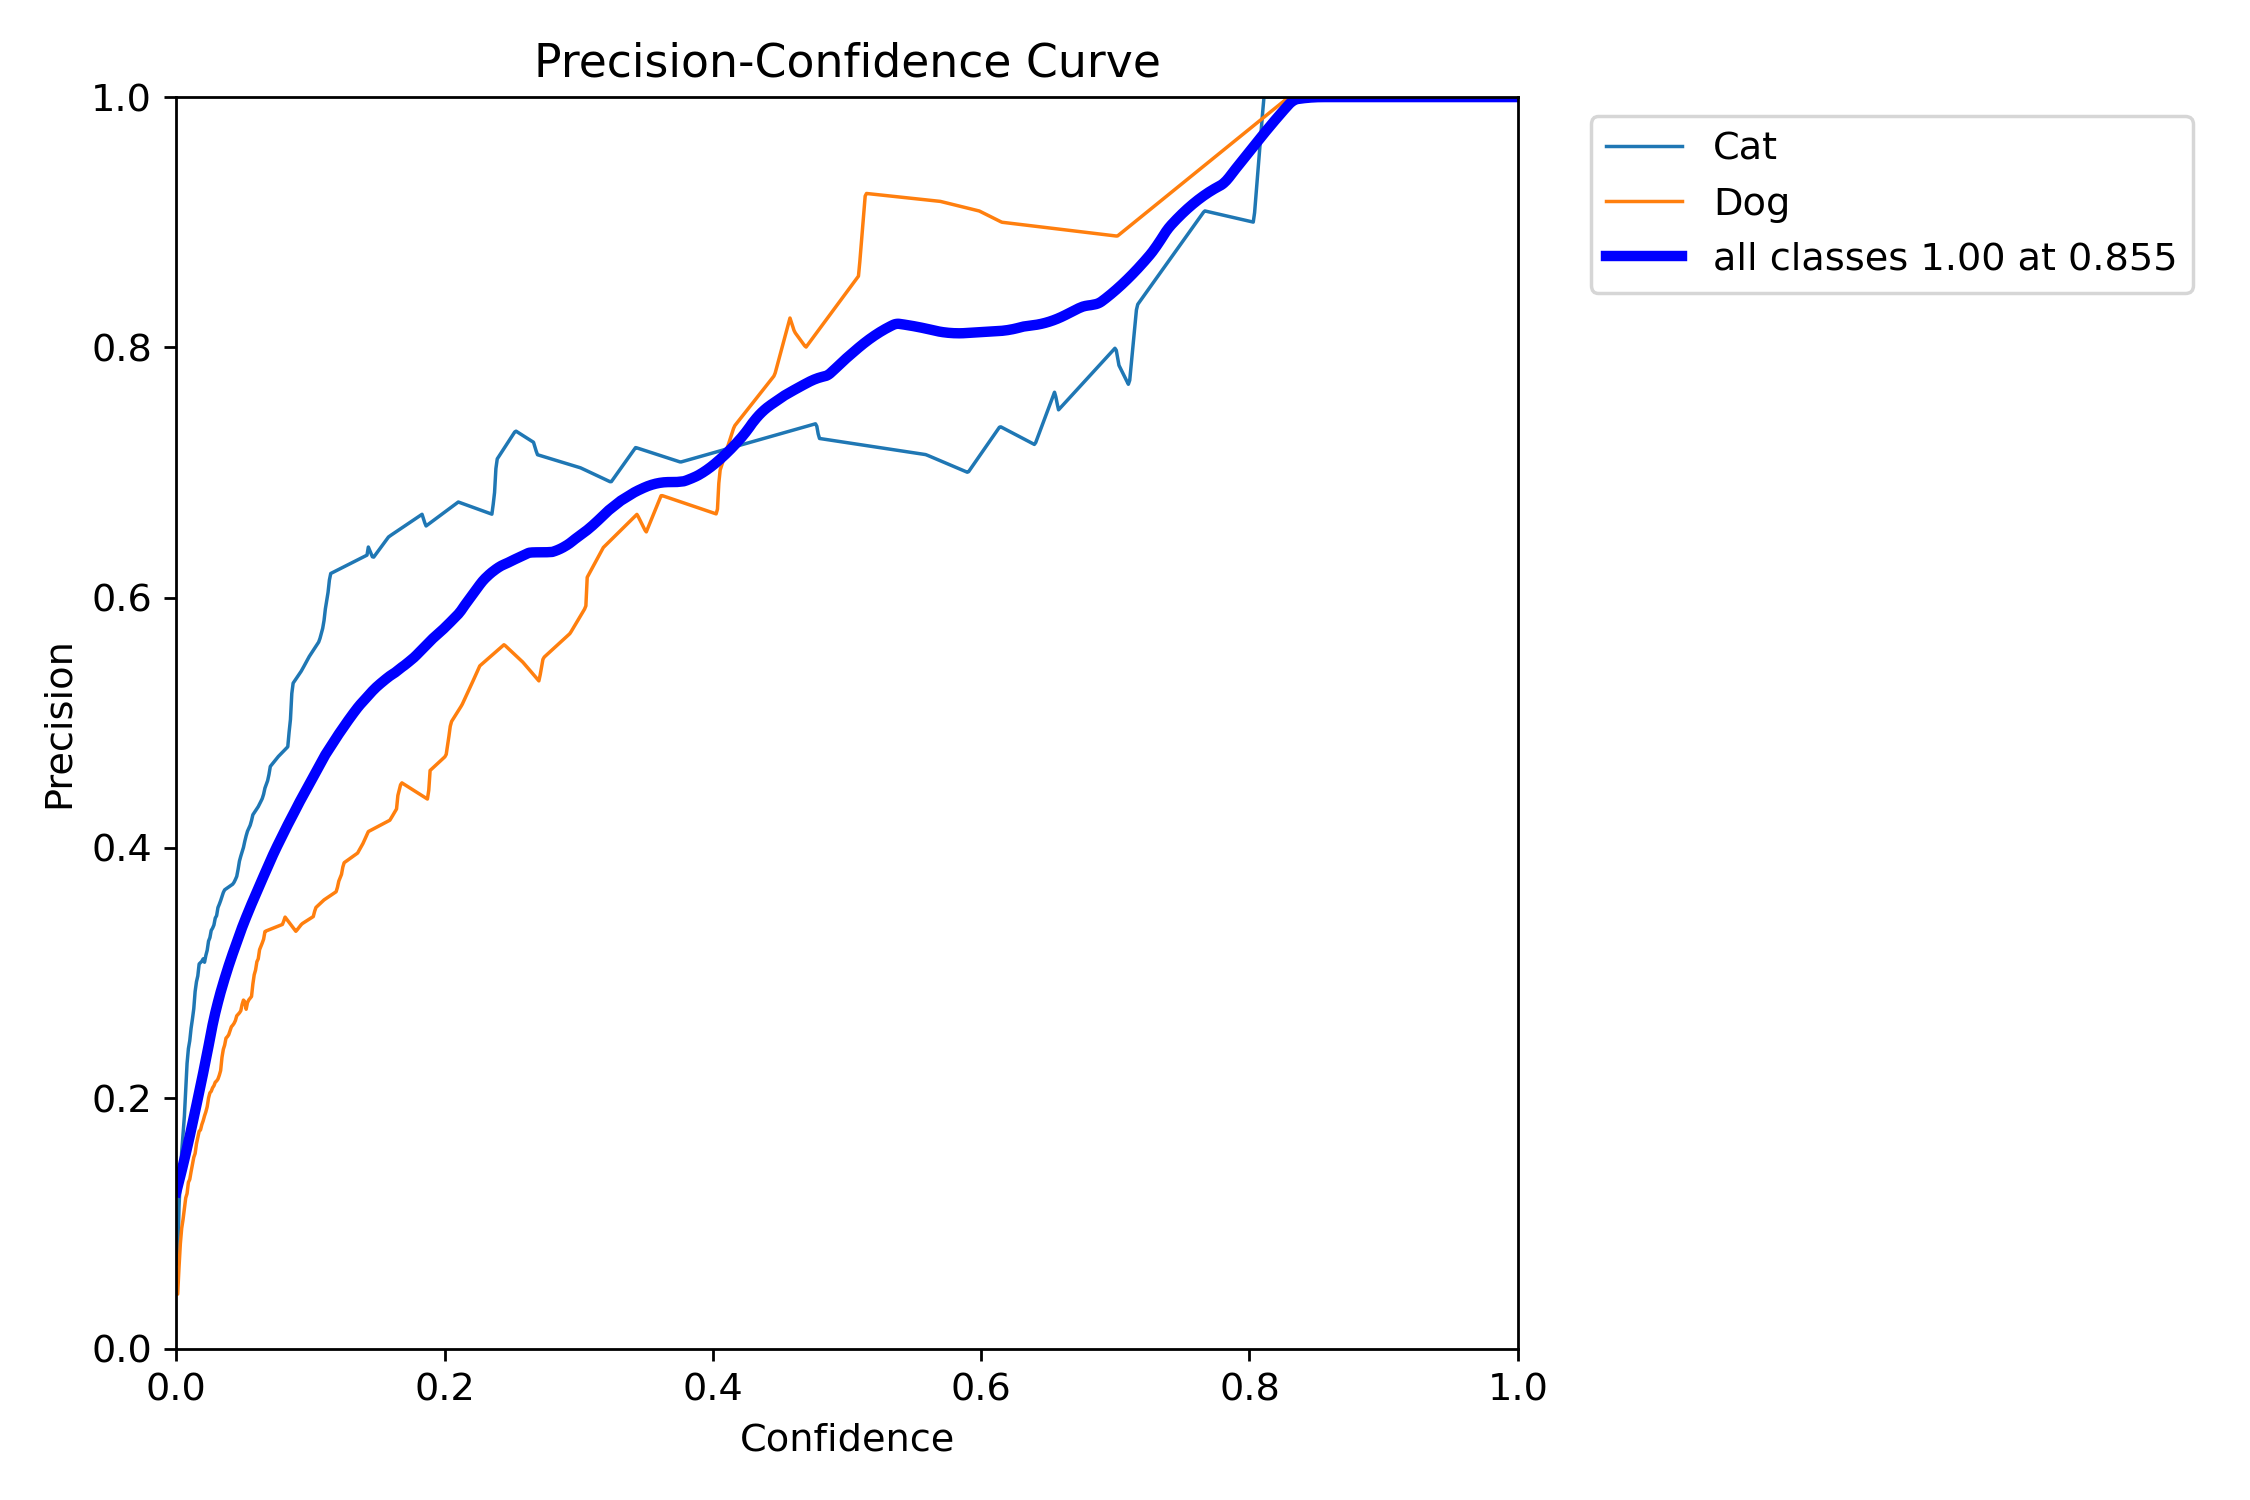 Precision-Confidence Curve
1.0
0.8
0.6
0.4
0.2
0.0
Precision
0.0 0.2 0.4 0.6 0.8 1.0
Confidence
Cat
Dog
all classes 1.00 at 0.855